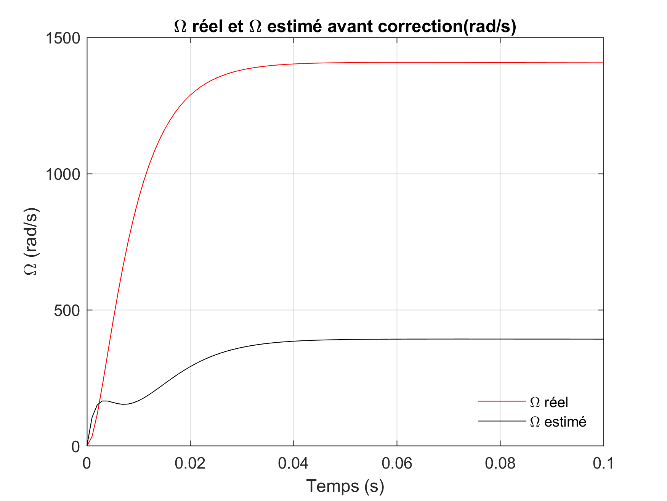 Ω réel et Ω estimé avant correction(rad/s)
1500
1000
500
0
Ω (rad/s)
0
0.02
0.04
0.06
0.08
0.1
Temps (s)
Ω réel
Ω estimé